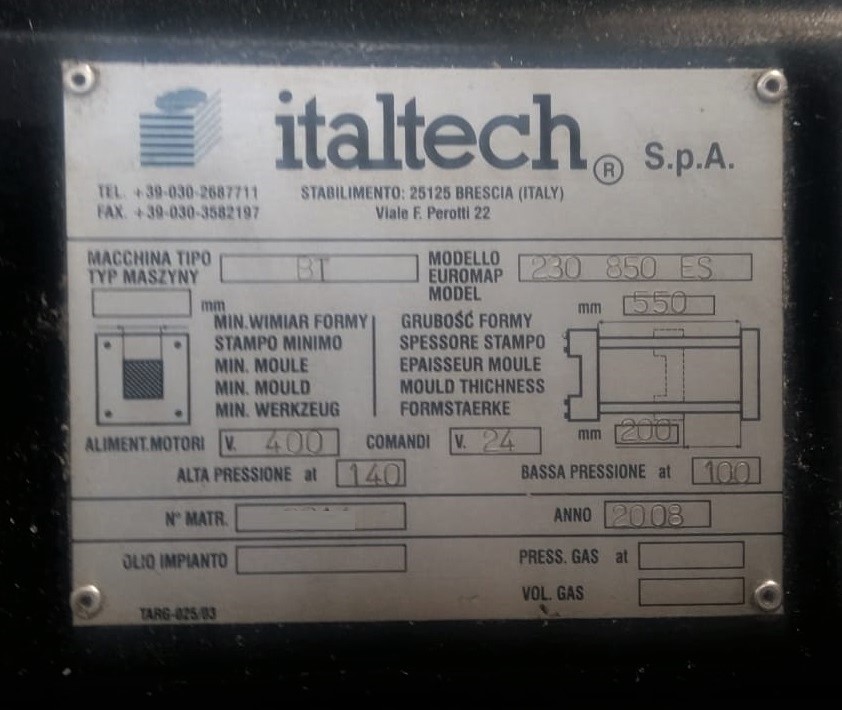 italtech ® S.p.A.
TEL. +39-030-2687711 STABILIMENTO: 25125 BRESCIA (ITALY)
FAX. +39-030-3582197 Viale F. Perotti 22
MACCHINA TIPO
TYP MASZYNY
BT
MODELLO
EUROMAP
MODEL
230 850 ES
mm
mm 550
MIN.WIMIAR FORMY
STAMPO MINIMO
MIN. MOULE
MIN. MOULD
MIN. WERKZEUG
GRUBOŚĆ FORMY
SPESSORE STAMPO
EPAISSEUR MOULE
MOULD THICHNESS
FORMSTAERKE
mm 200
ALIMENT.MOTORI V. 400 COMANDI V. 24
ALTA PRESSIONE at 140 BASSA PRESSIONE at 100
N° MATR. ANNO 2008
OLIO IMPIANTO PRESS. GAS at
VOL. GAS
TARG-025/93